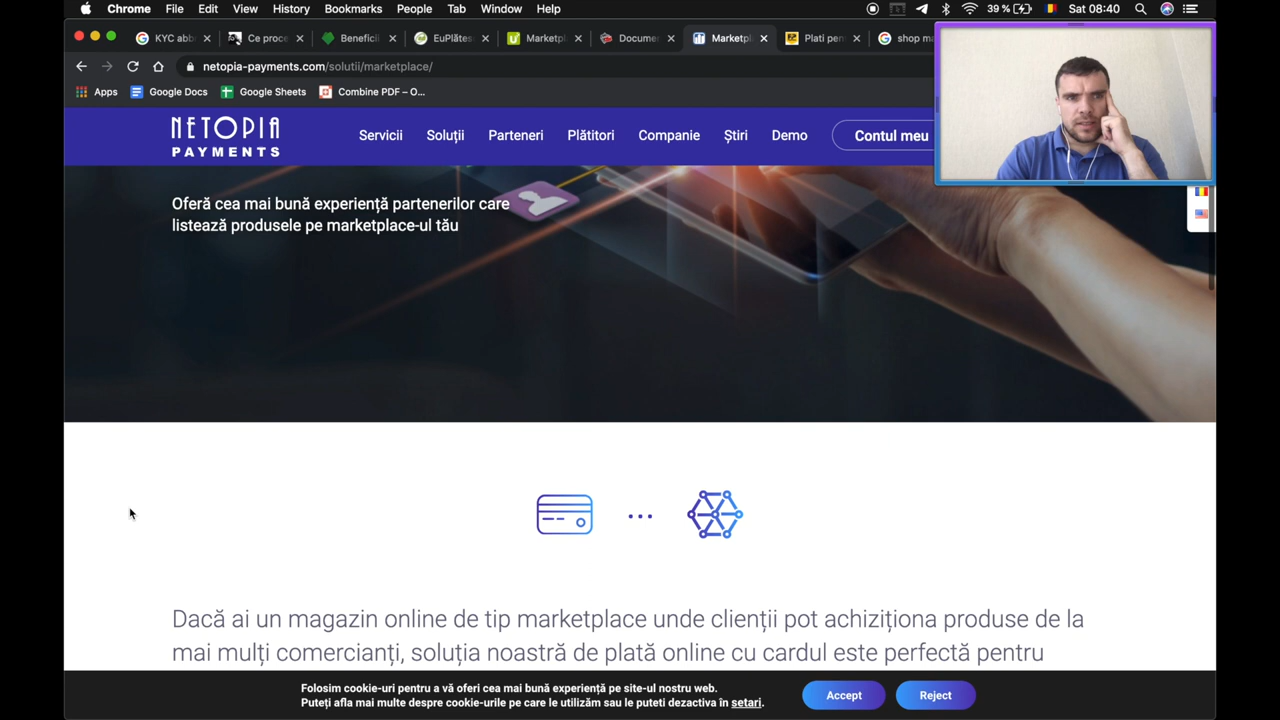 Chrome File Edit View History Bookmarks People Tab Window Help 39 % Sat 08:40
KYC abb Ce proce Benefici EuPlătes Marketpl Docume Marketpl Plati pen shop ma
netopia-payments.com/solutii/marketplace/
Apps Google Docs Google Sheets Combine PDF – O...
NETOPIA
PAYMENTS
Servicii Soluții Parteneri Plătitori Companie Știri Demo Contul meu
Oferă cea mai bună experiență partenerilor care
listează produsele pe marketplace-ul tău
Dacă ai un magazin online de tip marketplace unde clienții pot achiziționa produse de la
mai mulți comercianți, soluția noastră de plată online cu cardul este perfectă pentru
Folosim cookie-uri pentru a vă oferi cea mai bună experiență pe site-ul nostru web.
Puteți afla mai multe despre cookie-urile pe care le utilizăm sau le puteti dezactiva în setari.
Accept Reject